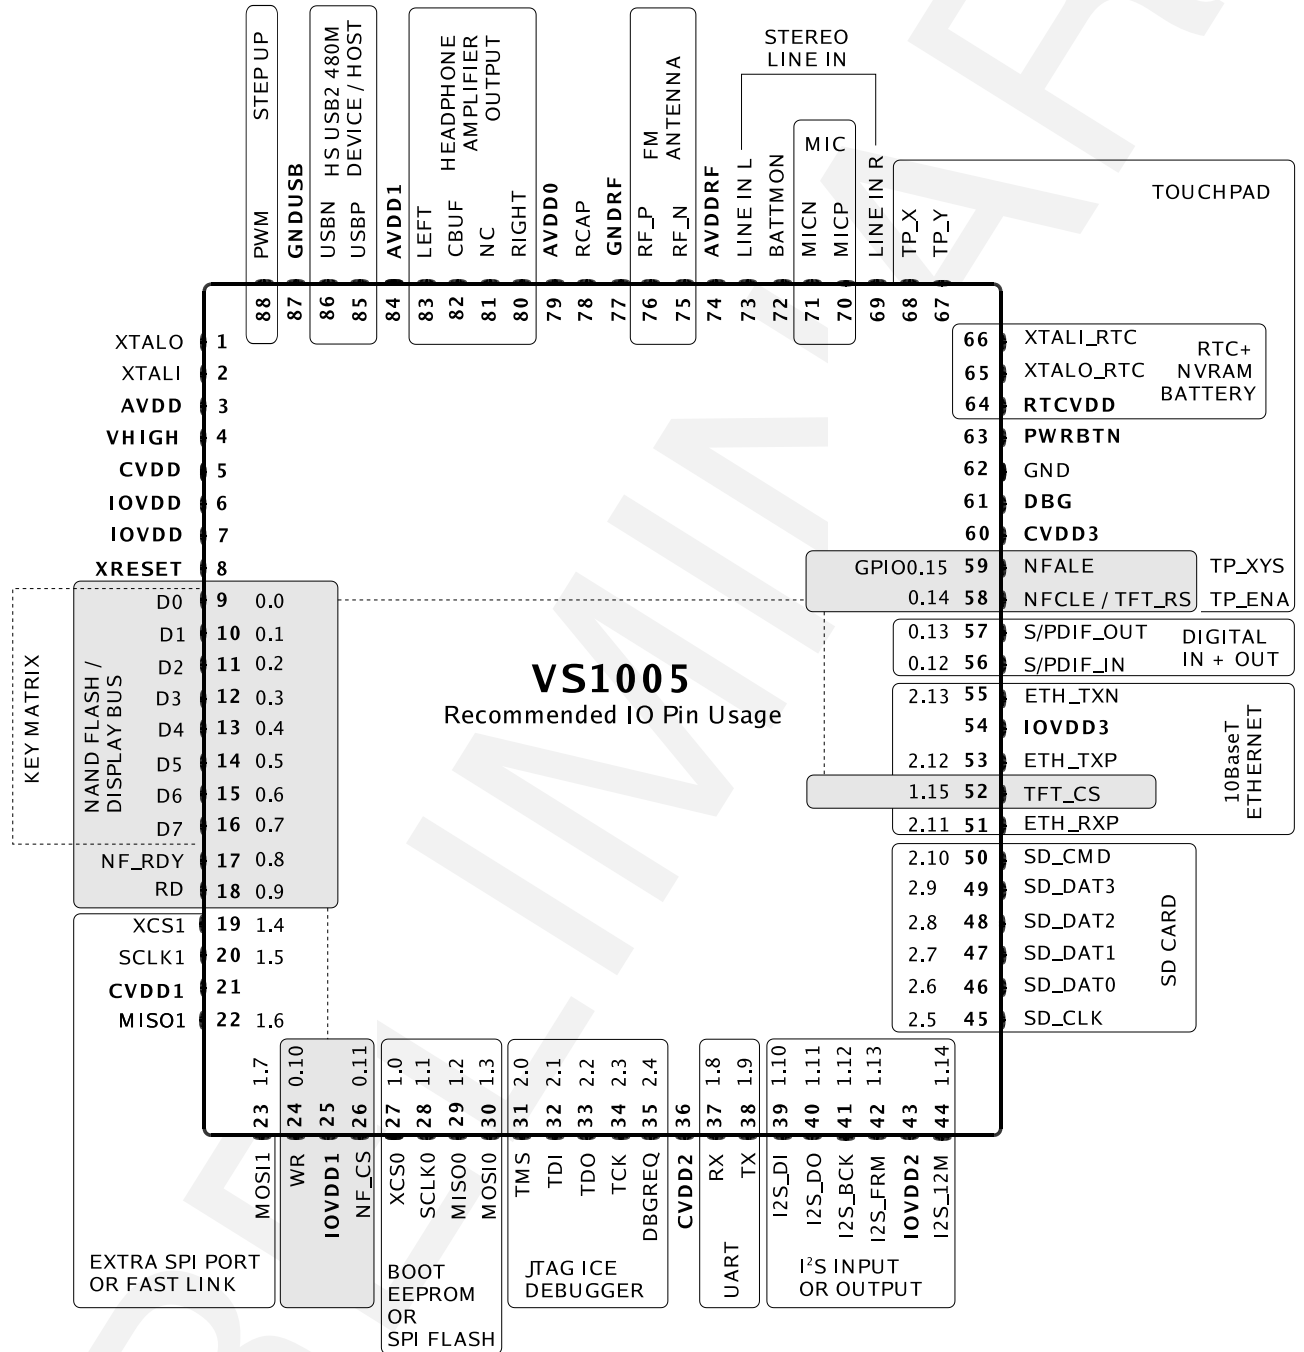 STEP UP
HS USB2 480M
DEVICE / HOST
HEADPHONE
AMPLIFIER
OUTPUT
FM
ANTENNA
STEREO
LINE IN
MIC
TOUCHPAD
PWM
GNDUSB
USBN
USBP
AVDD1
LEFT
CBUF
NC
RIGHT
AVDD0
RCAP
GNDRF
RF_P
RF_N
AVDDRF
LINE IN L
BATTMON
MICN
MICP
LINE IN R
TP_X
TP_Y
88
87
86
85
84
83
82
81
80
79
78
77
76
75
74
73
72
71
70
69
68
67
XTALO 1
XTALI 2
AVDD 3
VHIGH 4
CVDD 5
IOVDD 6
IOVDD 7
XRESET 8
D0 9 0.0
D1 10 0.1
D2 11 0.2
D3 12 0.3
D4 13 0.4
D5 14 0.5
D6 15 0.6
D7 16 0.7
NF_RDY 17 0.8
RD 18 0.9
XCS1 19 1.4
SCLK1 20 1.5
CVDD1 21
MISO1 22 1.6
KEY MATRIX
NAND FLASH /
DISPLAY BUS
VS1005
Recommended IO Pin Usage
66 XTALI_RTC
65 XTALO_RTC
64 RTCVDD
RTC+
NVRAM
BATTERY
63 PWRBTN
62 GND
61 DBG
60 CVDD3
GPIO0.15 59 NFALE TP_XYS
0.14 58 NFCLE / TFT_RS TP_ENA
0.13 57 S/PDIF_OUT
0.12 56 S/PDIF_IN
DIGITAL
IN + OUT
2.13 55 ETH_TXN
54 IOVDD3
2.12 53 ETH_TXP
1.15 52 TFT_CS
2.11 51 ETH_RXP
10BaseT
ETHERNET
2.10 50 SD_CMD
2.9 49 SD_DAT3
2.8 48 SD_DAT2
2.7 47 SD_DAT1
2.6 46 SD_DAT0
2.5 45 SD_CLK
SD CARD
MOSI1 23 1.7
WR 24 0.10
IOVDD1 25
NF_CS 26 0.11
XCS0 27 1.0
SCLK0 28 1.1
MISO0 29 1.2
MOSI0 30 1.3
TMS 31 2.0
TDI 32 2.1
TDO 33 2.2
TCK 34 2.3
DBGREQ 35 2.4
CVDD2 36
RX 37 1.8
TX 38 1.9
I2S_DI 39 1.10
I2S_DO 40 1.11
I2S_BCK 41 1.12
I2S_FRM 42 1.13
IOVDD2 43
I2S_12M 44 1.14
EXTRA SPI PORT
OR FAST LINK
BOOT
EEPROM
OR
SPI FLASH
JTAG ICE
DEBUGGER
UART
I²S INPUT
OR OUTPUT